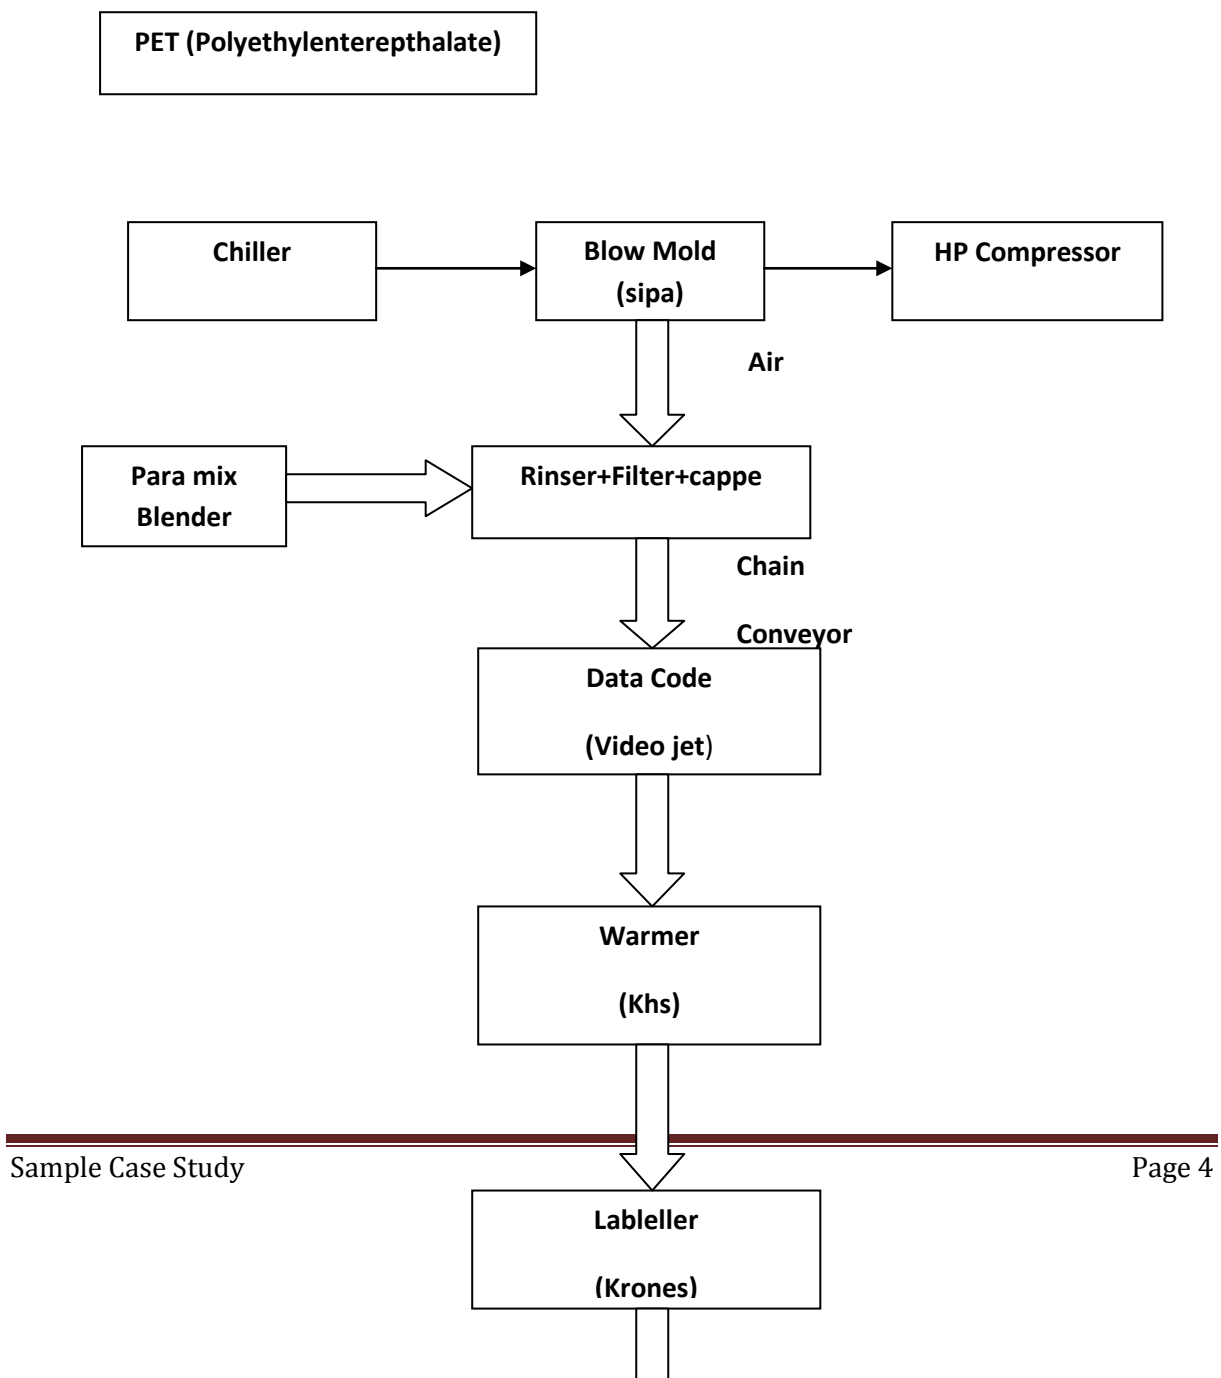 PET (Polyethylenterepthalate)
Chiller
Blow Mold
(sipa)
HP Compressor
Air
Para mix
Blender
Rinser+Filter+cappe
Chain
Conveyor
Data Code
(Video jet)
Warmer
(Khs)
Sample Case Study
Page 4
Lableller
(Krones)